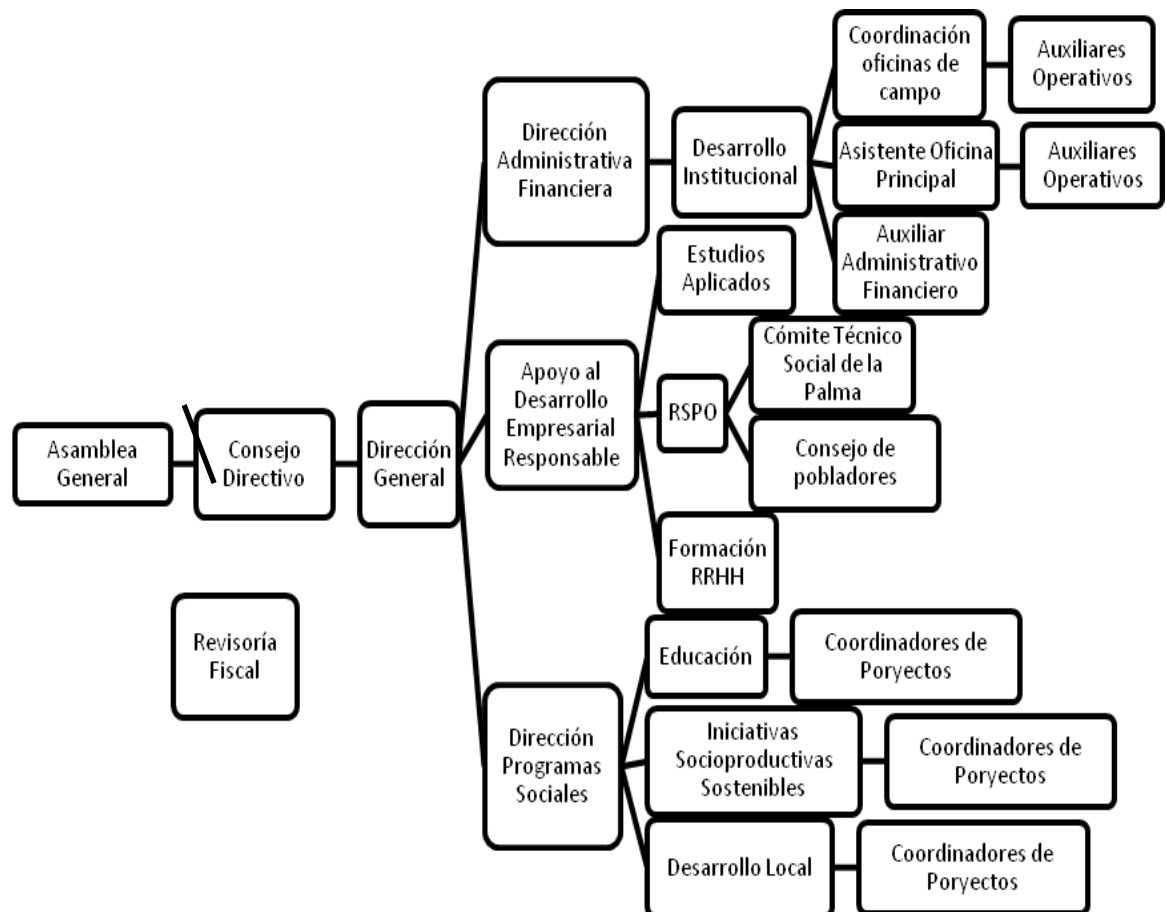 Asamblea
General
Consejo
Directivo
Dirección
General
Revisoría
Fiscal
Dirección
Administrativa
Financiera
Desarrollo
Institucional
Coordinación
oficinas de
campo
Auxiliares
Operativos
Asistente Oficina
Principal
Auxiliares
Operativos
Auxiliar
Administrativo
Financiero
Apoyo al
Desarrollo
Empresarial
Responsable
Estudios
Aplicados
RSPO
Cómite Técnico
Social de la
Palma
Consejo de
pobladores
Formación
RRHH
Dirección
Programas
Sociales
Educación
Coordinadores de
Poryectos
Iniciativas
Socioproductivas
Sostenibles
Coordinadores de
Poryectos
Desarrollo Local
Coordinadores de
Poryectos